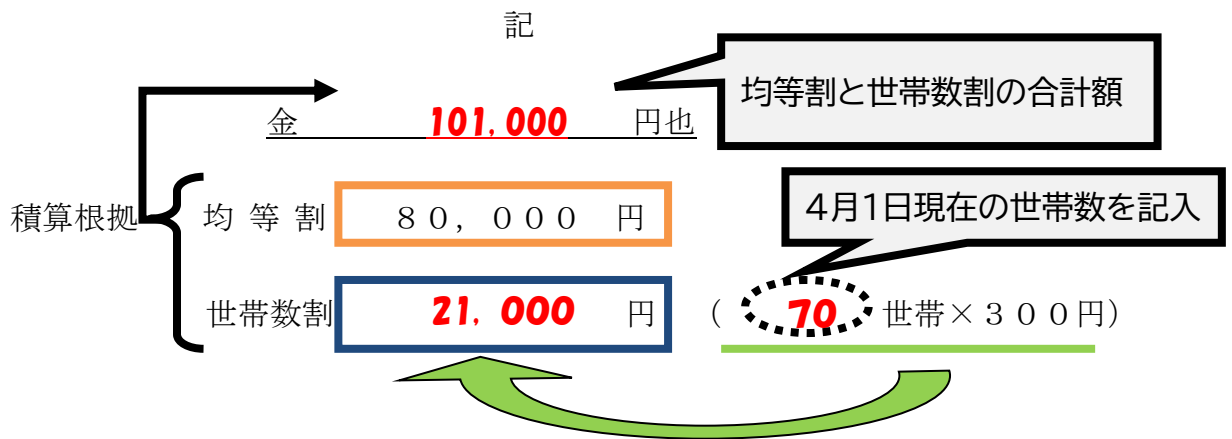 記
均等割と世帯数割の合計額
金 101,000 円也
4月1日現在の世帯数を記入
積算根拠 均 等 割 ８０，０００ 円
世帯数割 21,000 円 （ 70 世帯×３００円）